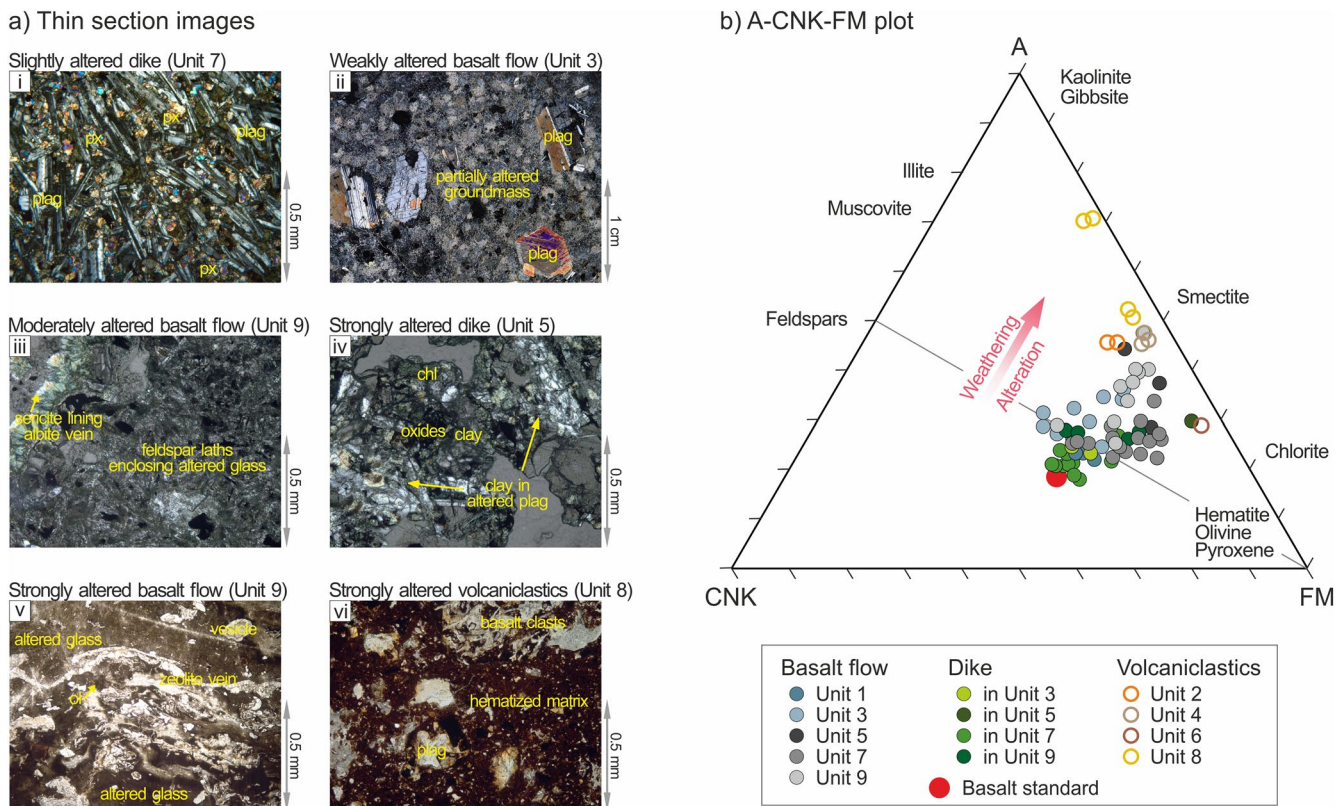 a) Thin section images
Slightly altered dike (Unit 7)
i
px
px
plag
plag
px
0.5 mm
Weakly altered basalt flow (Unit 3)
ii
plag
partially altered
groundmass
plag
1 cm
Moderately altered basalt flow (Unit 9)
iii
sericite lining
albite vein
feldspar laths
enclosing altered glass
0.5 mm
Strongly altered dike (Unit 5)
iv
chl
oxides
clay
clay in
altered plag
0.5 mm
Strongly altered basalt flow (Unit 9)
v
vesicle
altered glass
zeolite vein
ol
altered glass
0.5 mm
Strongly altered volcaniclastics (Unit 8)
vi
basalt clasts
hematized matrix
plag
0.5 mm
b) A-CNK-FM plot
A
Kaolinite
Gibbsite
Illite
Muscovite
Smectite
Feldspars
Weathering
Alteration
Chlorite
Hematite
Olivine
Pyroxene
CNK
FM
Basalt flow
Unit 1
Unit 3
Unit 5
Unit 7
Unit 9
Dike
in Unit 3
in Unit 5
in Unit 7
in Unit 9
Basalt standard
Volcaniclastics
Unit 2
Unit 4
Unit 6
Unit 8